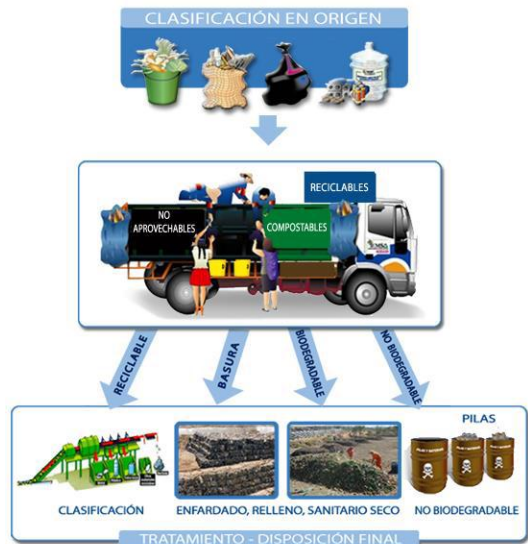 CLASIFICACIÓN EN ORIGEN
RECICLABLES
NO
APROVECHABLES
COMPOSTABLES
RECICLABLE
BASURA
BIODEGRADABLE
NO BIODEGRADABLE
PILAS
CLASIFICACIÓN
ENFARDADO, RELLENO, SANITARIO SECO
NO BIODEGRADABLE
TRATAMIENTO - DISPOSICIÓN FINAL